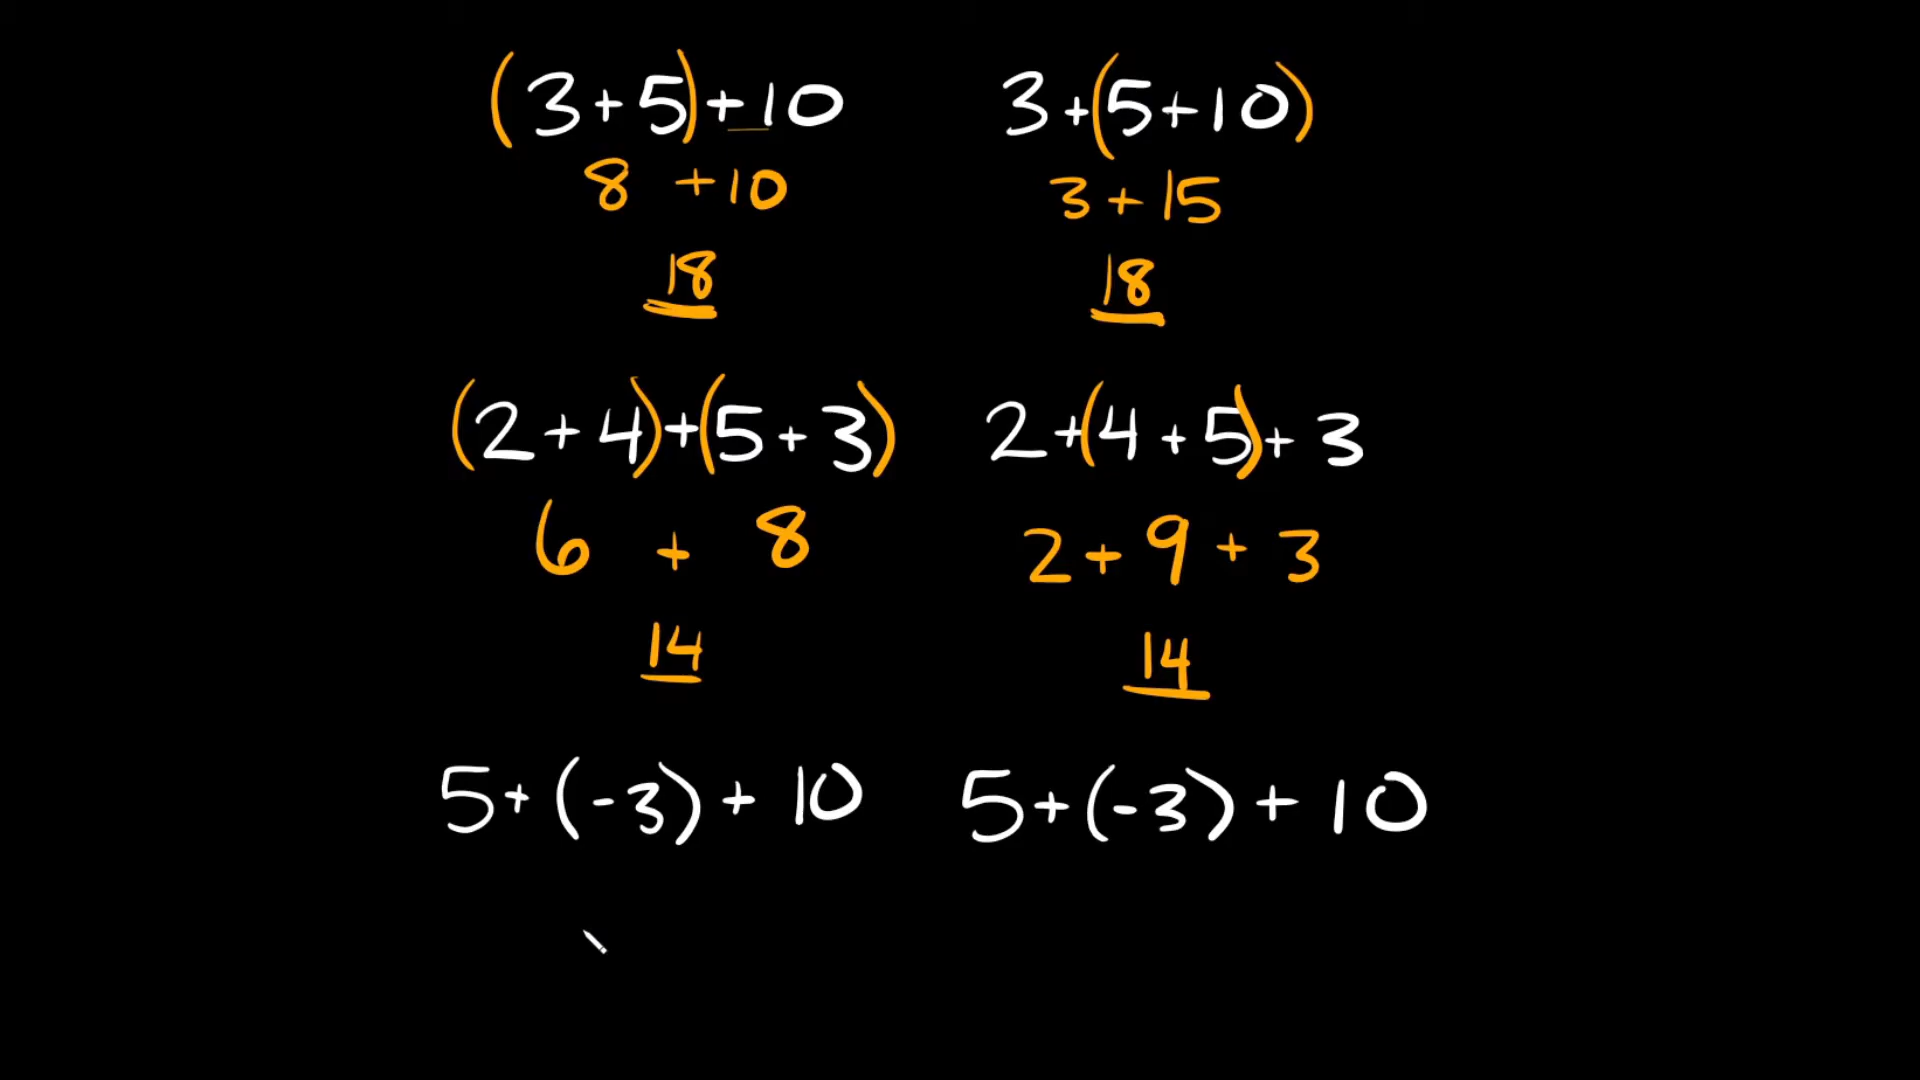 (3+5)+10 3+(5+10)
8 +10 3+15
18 18
(2+4)+(5+3) 2+(4+5)+3
6 + 8 2+9+3
14 14
5+(-3)+10 5+(-3)+10